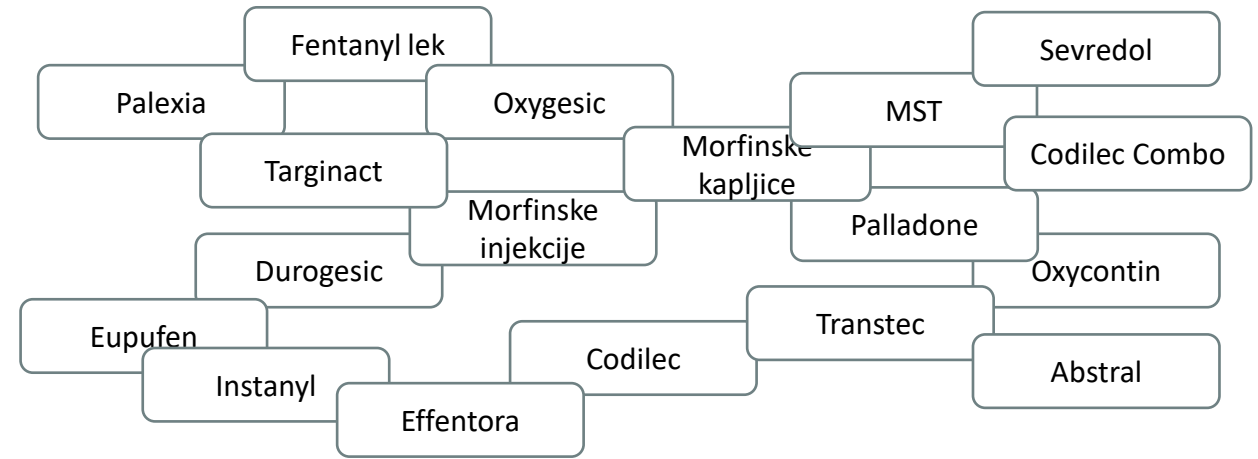 Fentanyl lek
Sevredol
Palexia
Oxygesic
MST
Morfinske
kapljice
Codilec Combo
Targinact
Morfinske
injekcije
Palladone
Durogesic
Oxycontin
Eupufen
Transtec
Codilec
Abstral
Instanyl
Effentora